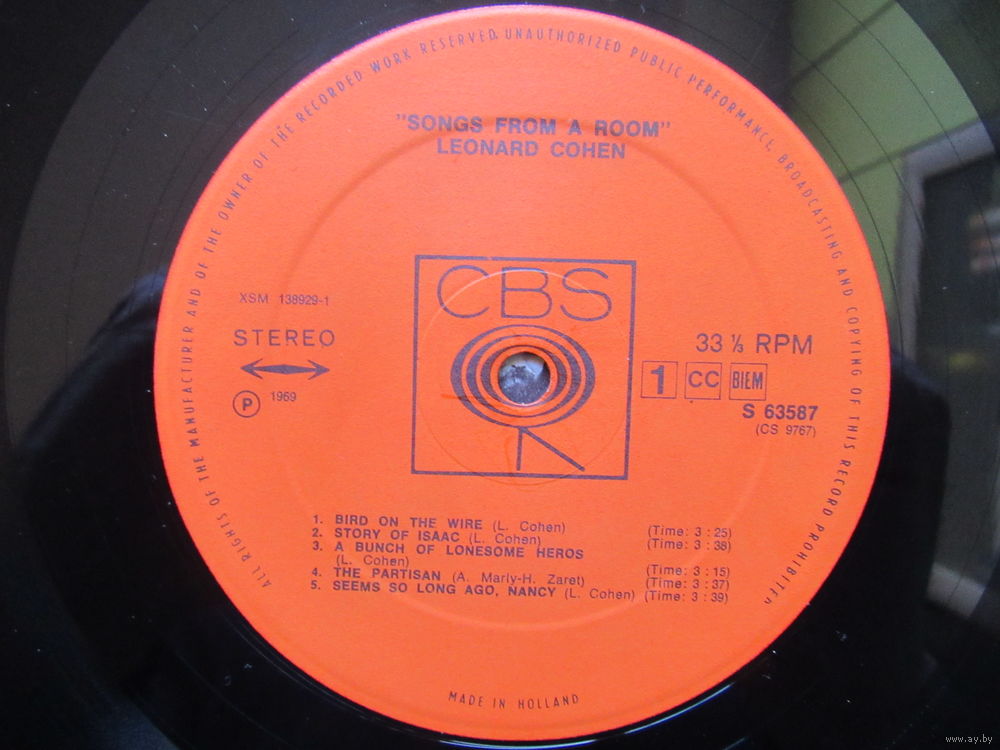 ALL RIGHTS OF THE MANUFACTURER AND OF THE OWNER OF THE RECORDED WORK RESERVED. UNAUTHORIZED PUBLIC PERFORMANCE, BROADCASTING AND COPYING OF THIS RECORD PROHIBITED
"SONGS FROM A ROOM"
LEONARD COHEN
CBS
XSM 138929-1
STEREO
℗ 1969
33 ⅓ RPM
1 CC BIEM
S 63587
(CS 9767)
1. BIRD ON THE WIRE (L. Cohen) (Time: 3 : 25)
2. STORY OF ISAAC (L. Cohen) (Time: 3 : 38)
3. A BUNCH OF LONESOME HEROS
(L. Cohen) (Time: 3 : 15)
4. THE PARTISAN (A. Marly-H. Zaret) (Time: 3 : 37)
5. SEEMS SO LONG AGO, NANCY (L. Cohen) (Time: 3 : 39)
MADE IN HOLLAND
www.ay.by